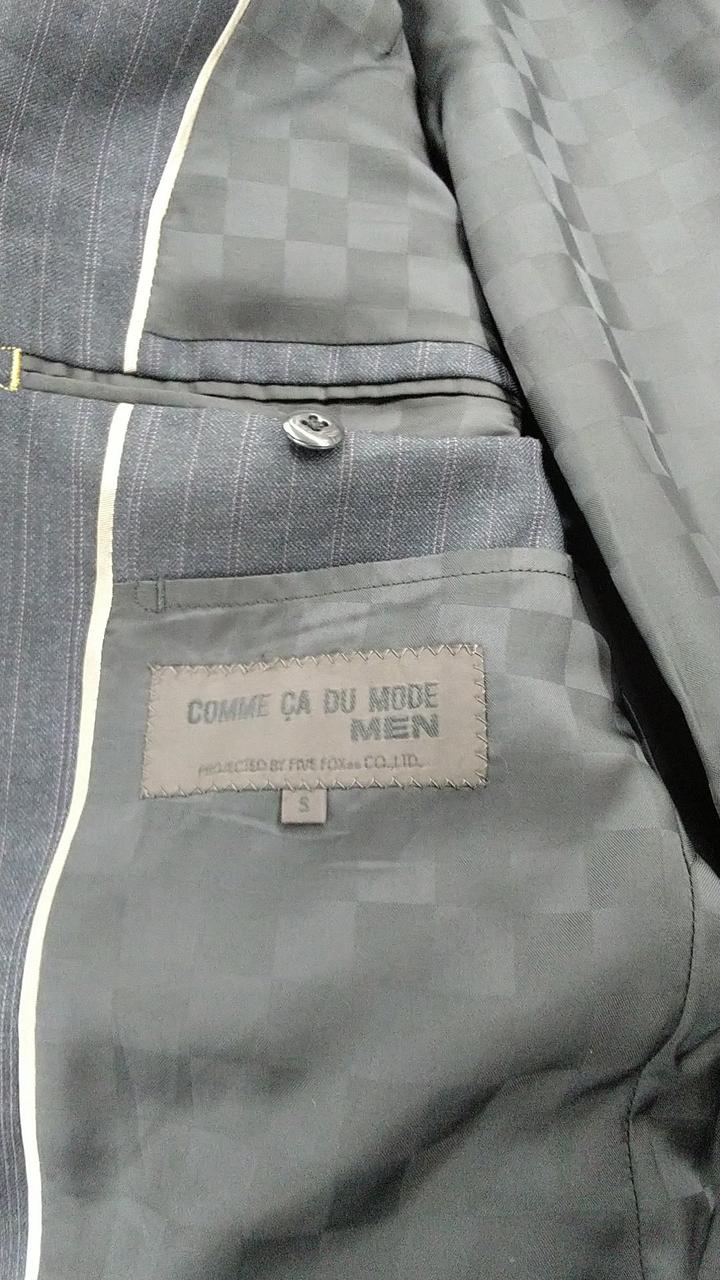 COMME ÇA DU MODE
MEN
PROJECTED BY FIVE FOXes CO.,LTD.
S